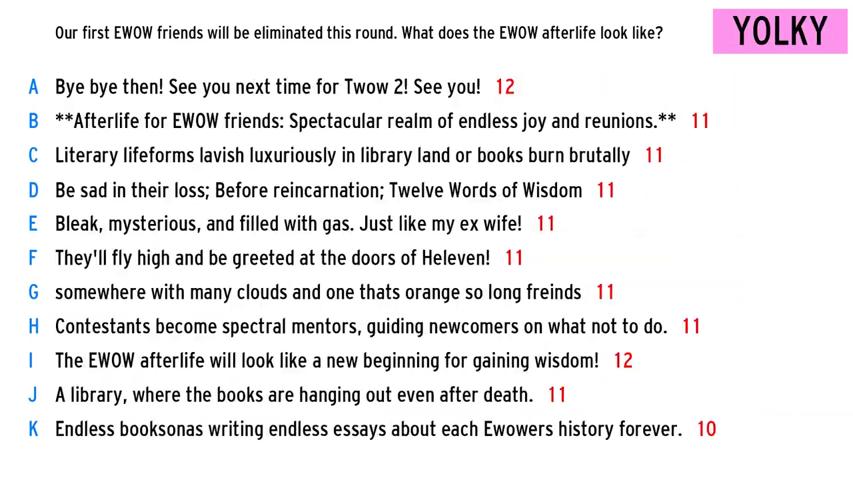 Our first EWOW friends will be eliminated this round. What does the EWOW afterlife look like?
YOLKY
A Bye bye then! See you next time for Twow 2! See you! 12
B **Afterlife for EWOW friends: Spectacular realm of endless joy and reunions.** 11
C Literary lifeforms lavish luxuriously in library land or books burn brutally 11
D Be sad in their loss; Before reincarnation; Twelve Words of Wisdom 11
E Bleak, mysterious, and filled with gas. Just like my ex wife! 11
F They'll fly high and be greeted at the doors of Heleven! 11
G somewhere with many clouds and one thats orange so long freinds 11
H Contestants become spectral mentors, guiding newcomers on what not to do. 11
I The EWOW afterlife will look like a new beginning for gaining wisdom! 12
J A library, where the books are hanging out even after death. 11
K Endless booksonas writing endless essays about each Ewowers history forever. 10